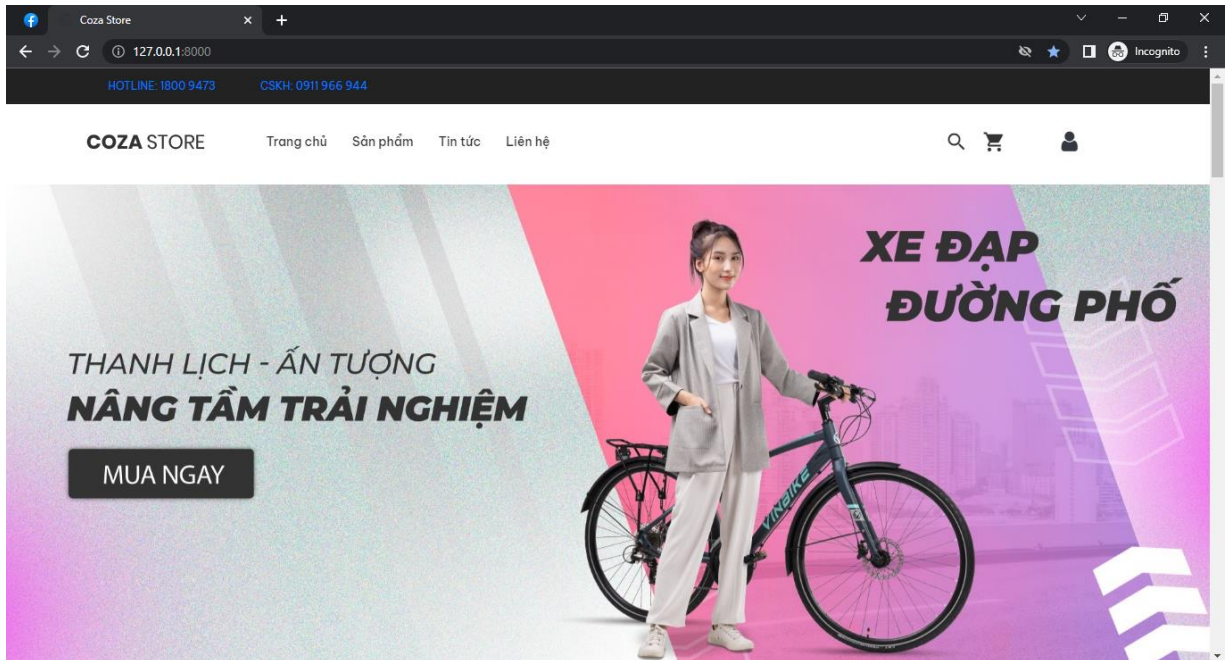 Coza Store
127.0.0.1:8000
Incognito
HOTLINE: 1800 9473 CSKH: 0911 966 944
COZA STORE Trang chủ Sản phẩm Tin tức Liên hệ
XE ĐẠP
ĐƯỜNG PHỐ
THANH LỊCH - ẤN TƯỢNG
NÂNG TẦM TRẢI NGHIỆM
MUA NGAY
VINBIKE